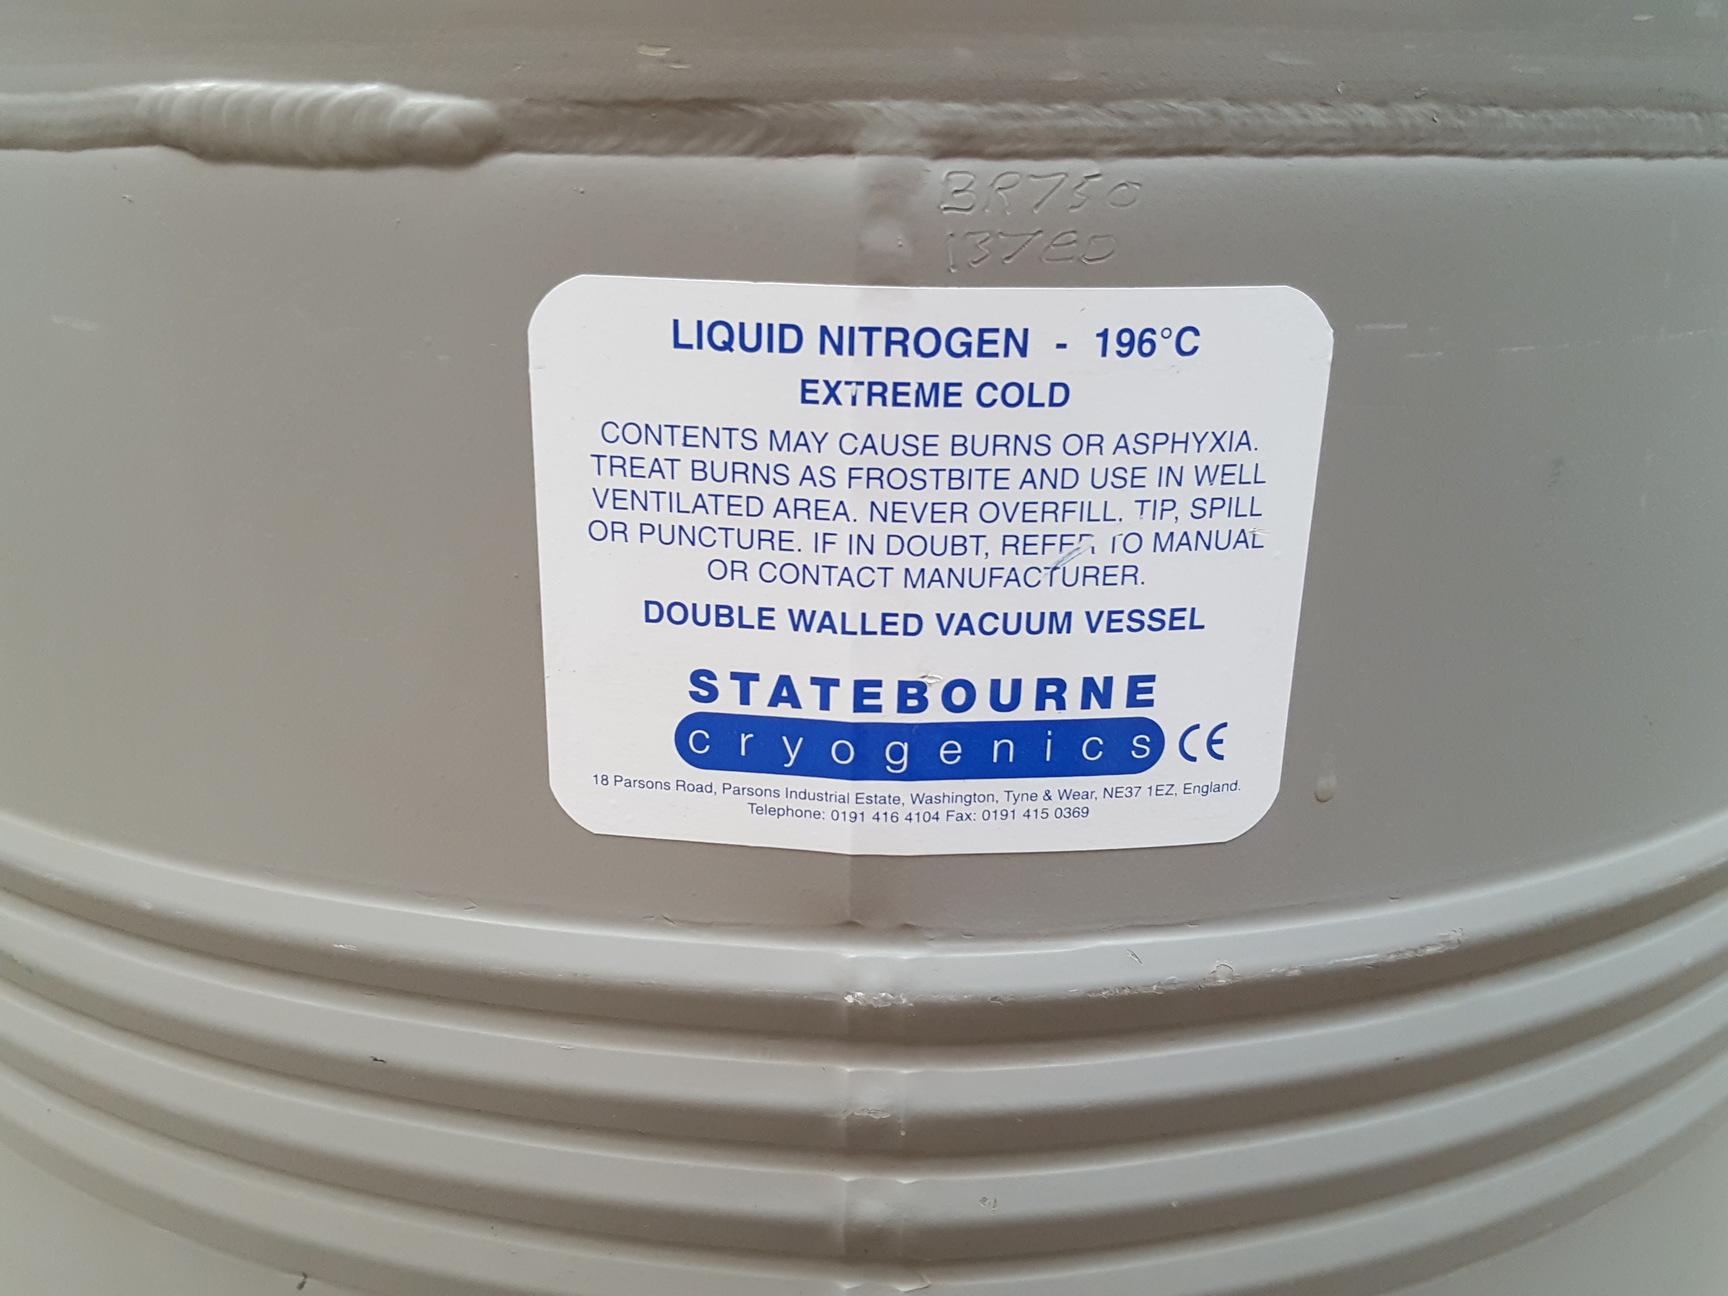 BR750
LIQUID NITROGEN - 196°C
EXTREME COLD
CONTENTS MAY CAUSE BURNS OR ASPHYXIA.
TREAT BURNS AS FROSTBITE AND USE IN WELL
VENTILATED AREA. NEVER OVERFILL, TIP, SPILL
OR PUNCTURE. IF IN DOUBT, REFER TO MANUAL
OR CONTACT MANUFACTURER.
DOUBLE WALLED VACUUM VESSEL
STATEBOURNE
cryogenics CE
18 Parsons Road, Parsons Industrial Estate, Washington, Tyne & Wear, NE37 1EZ, England.
Telephone: 0191 416 4104 Fax: 0191 415 0369